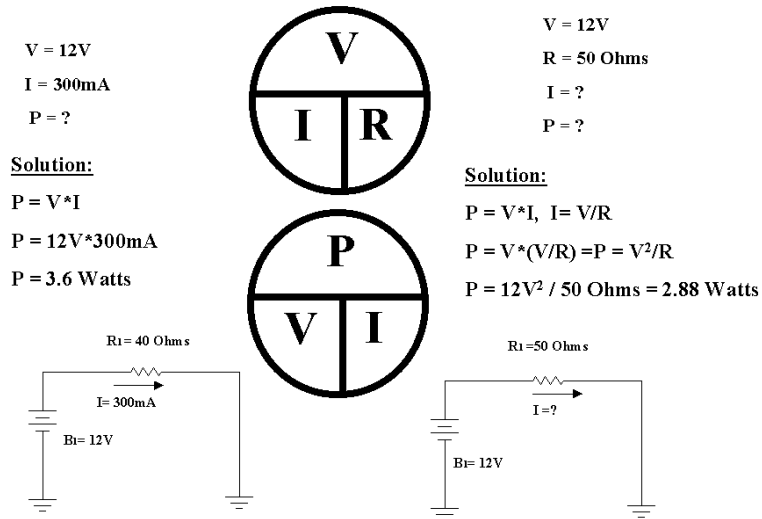 V = 12V
I = 300mA
P = ?
Solution:
P = V*I
P = 12V*300mA
P = 3.6 Watts
R1 = 40 Ohms
I= 300mA
B1= 12V
V
I R
P
V I
V = 12V
R = 50 Ohms
I = ?
P = ?
Solution:
P = V*I, I= V/R
P = V*(V/R) =P = V²/R
P = 12V² / 50 Ohms = 2.88 Watts
R1=50 Ohms
I =?
B1= 12V